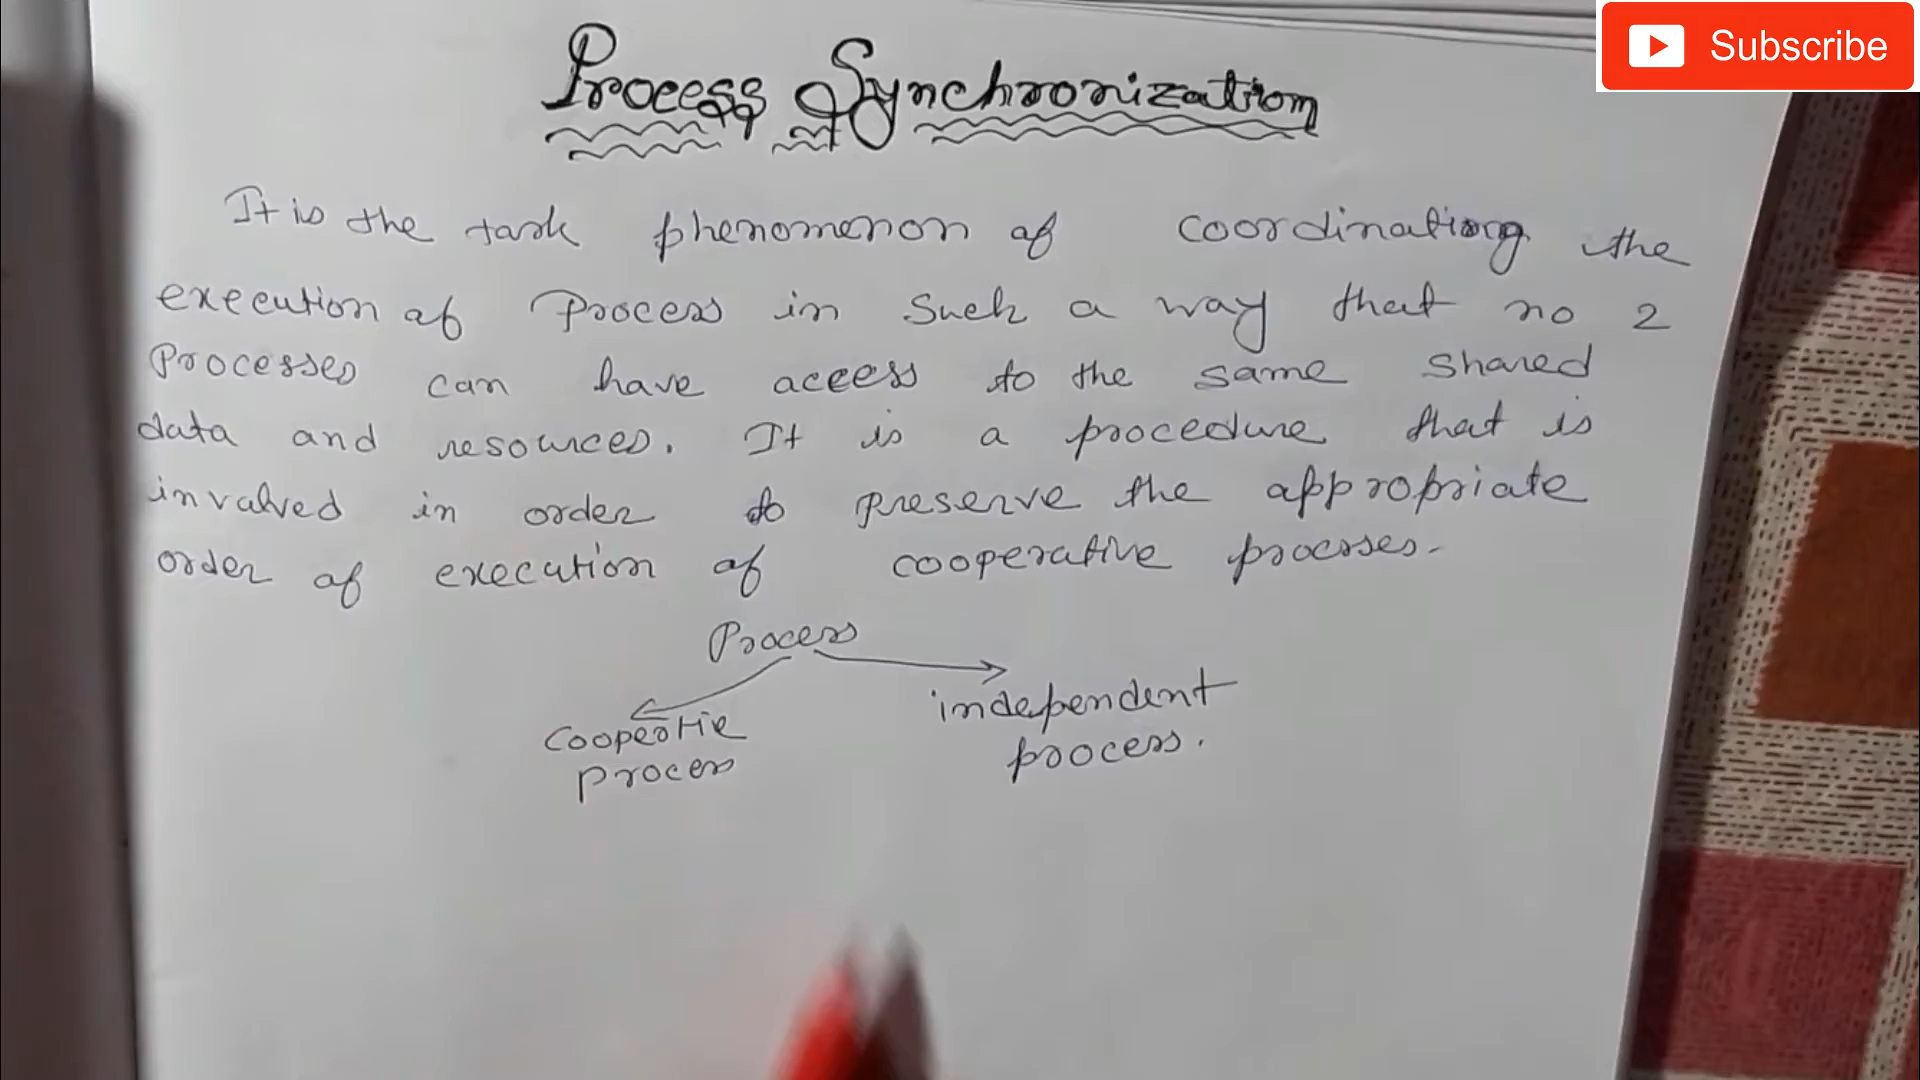 Subscribe
Process Synchronization
It is the task phenomenon of coordinationg the
execution of Process in such a way that no 2
Processes can have access to the same shared
data and resources. It is a procedure that is
involved in order to preserve the appropriate
order of execution of cooperative processes.
Process
independent
Coopertie
process
process.